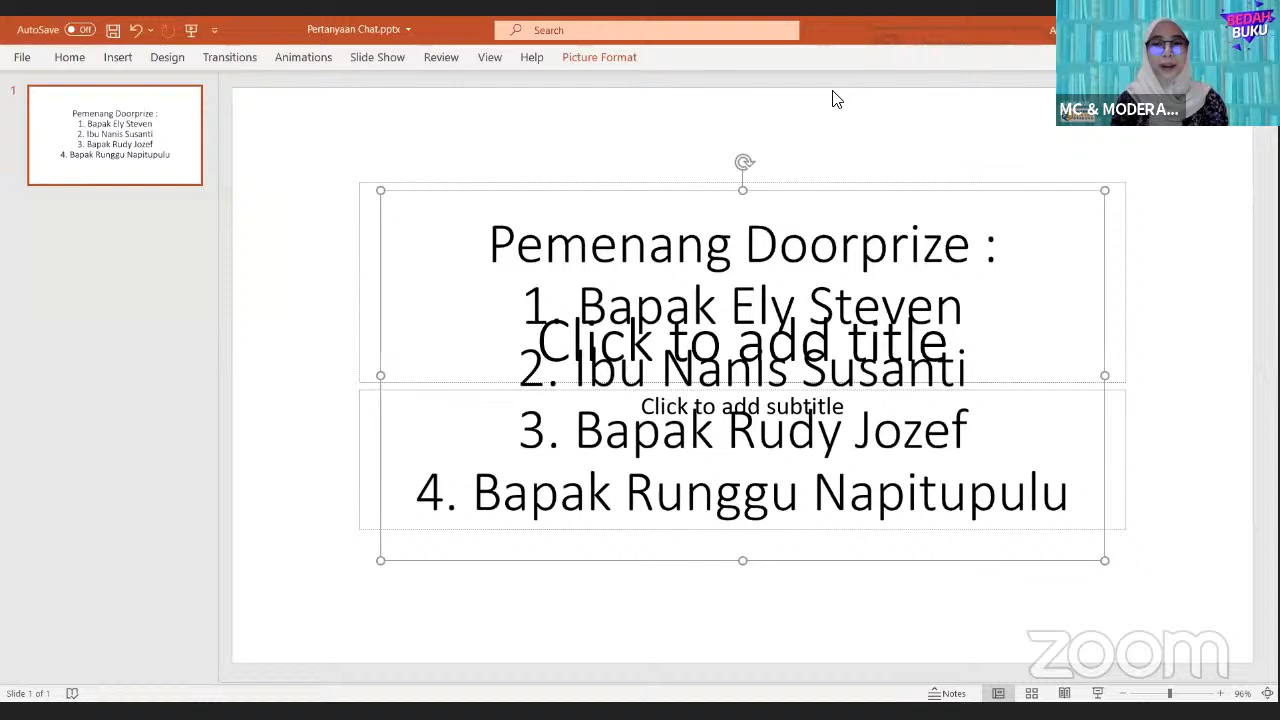 AutoSave Off
Pertanyaan Chat.pptx
Search
BEDAH
BUKU
File Home Insert Design Transitions Animations Slide Show Review View Help Picture Format
MC & MODERA...
1
Pemenang Doorprize :
1. Bapak Ely Steven
2. Ibu Nanis Susanti
3. Bapak Rudy Jozef
4. Bapak Runggu Napitupulu
Pemenang Doorprize :
1. Bapak Ely Steven
Click to add title
2. Ibu Nanis Susanti
Click to add subtitle
3. Bapak Rudy Jozef
4. Bapak Runggu Napitupulu
zoom
Slide 1 of 1
Notes
96%